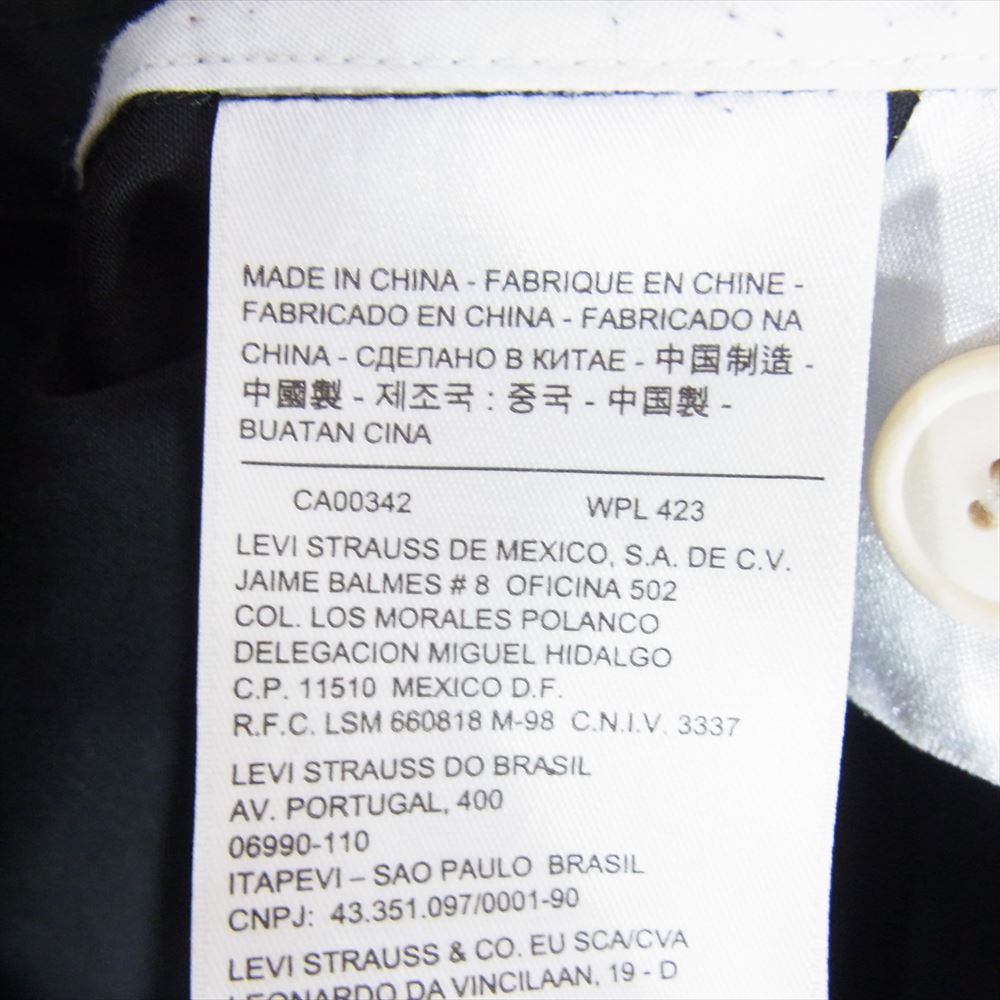 MADE IN CHINA - FABRIQUE EN CHINE -
FABRICADO EN CHINA - FABRICADO NA
CHINA - СДЕЛАНО В КИТАЕ - 中国制造 -
中國製 - 제조국 : 중국 - 中国製 -
BUATAN CINA
CA00342 WPL 423
LEVI STRAUSS DE MEXICO, S.A. DE C.V.
JAIME BALMES # 8 OFICINA 502
COL. LOS MORALES POLANCO
DELEGACION MIGUEL HIDALGO
C.P. 11510 MEXICO D.F.
R.F.C. LSM 660818 M-98 C.N.I.V. 3337
LEVI STRAUSS DO BRASIL
AV. PORTUGAL, 400
06990-110
ITAPEVI – SAO PAULO BRASIL
CNPJ: 43.351.097/0001-90
LEVI STRAUSS & CO. EU SCA/CVA
LEONARDO DA VINCILAAN, 19 - D